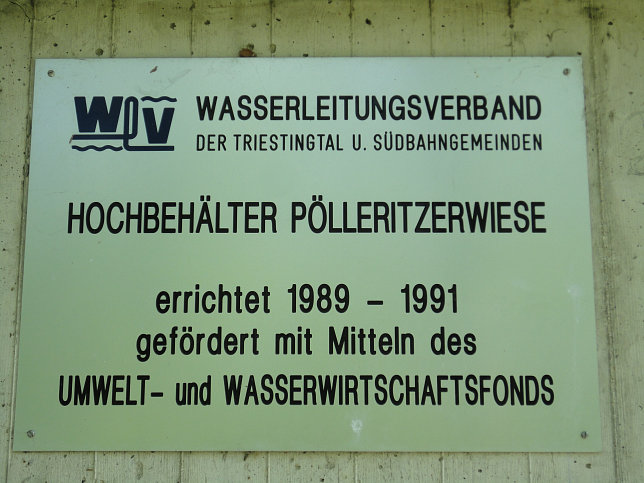 WLV WASSERLEITUNGSVERBAND
DER TRIESTINGTAL U. SÜDBAHNGEMEINDEN
HOCHBEHÄLTER PÖLLERITZERWIESE
errichtet 1989 – 1991
gefördert mit Mitteln des
UMWELT- und WASSERWIRTSCHAFTSFONDS